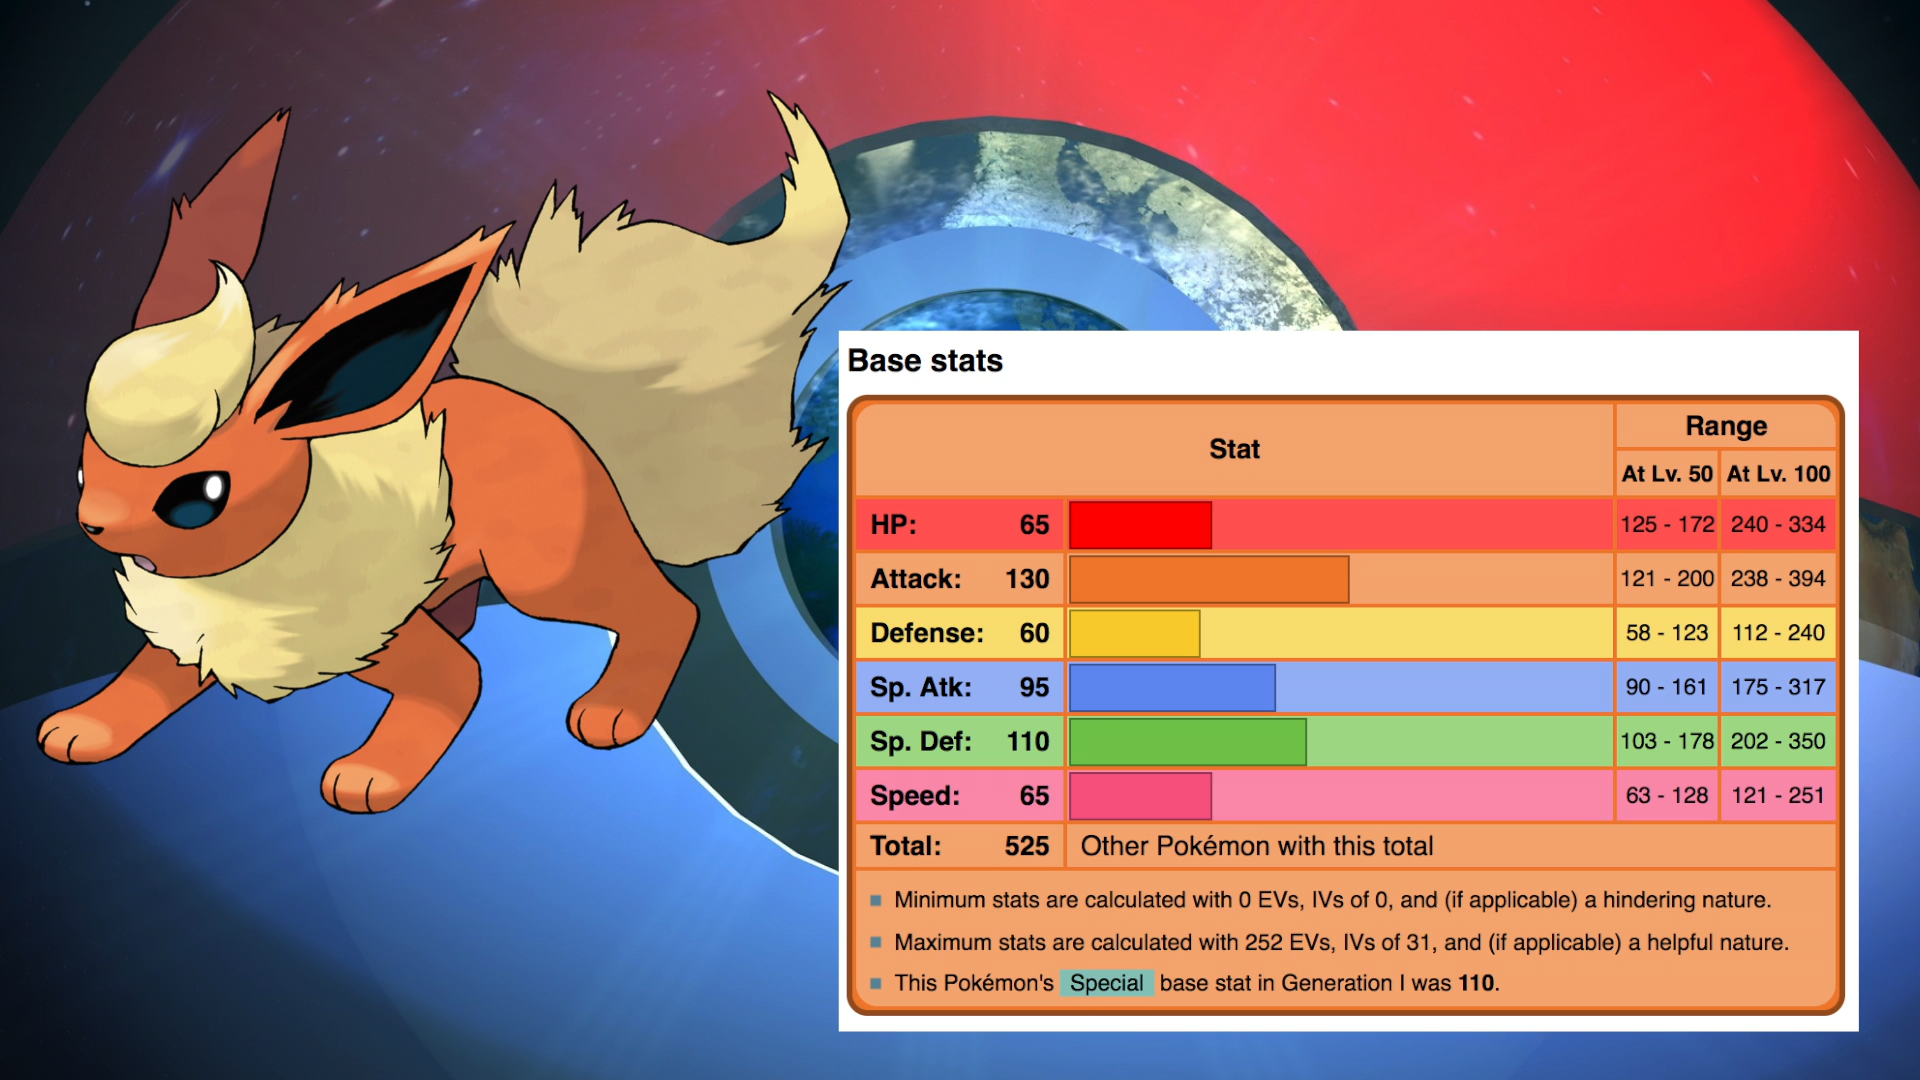 Base stats
Stat Range
At Lv. 50 At Lv. 100
HP: 65 125 - 172 240 - 334
Attack: 130 121 - 200 238 - 394
Defense: 60 58 - 123 112 - 240
Sp. Atk: 95 90 - 161 175 - 317
Sp. Def: 110 103 - 178 202 - 350
Speed: 65 63 - 128 121 - 251
Total: 525 Other Pokémon with this total
Minimum stats are calculated with 0 EVs, IVs of 0, and (if applicable) a hindering nature.
Maximum stats are calculated with 252 EVs, IVs of 31, and (if applicable) a helpful nature.
This Pokémon's Special base stat in Generation I was 110.